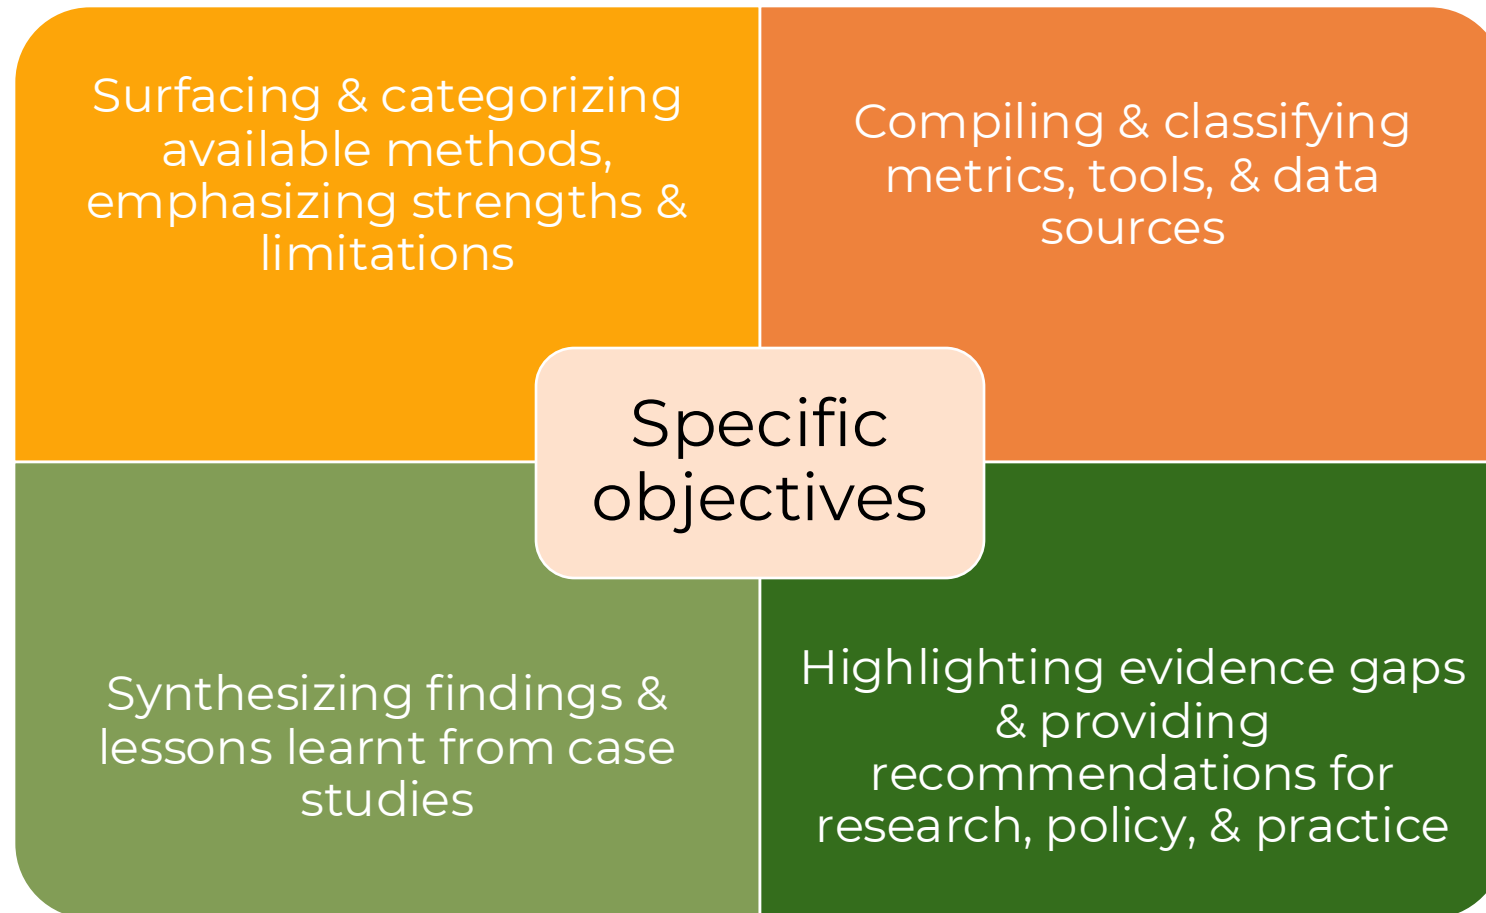 Surfacing & categorizing
available methods,
emphasizing strengths &
limitations
Compiling & classifying
metrics, tools, & data
sources
Specific
objectives
Synthesizing findings &
lessons learnt from case
studies
Highlighting evidence gaps
& providing
recommendations for
research, policy, & practice